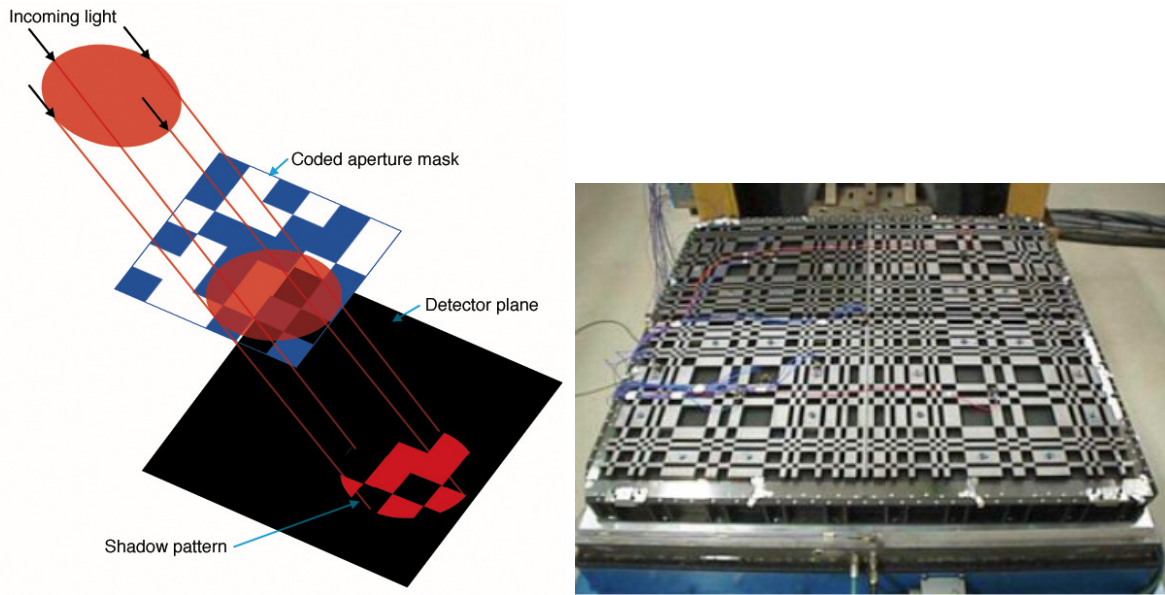 Incoming light
Coded aperture mask
Detector plane
Shadow pattern